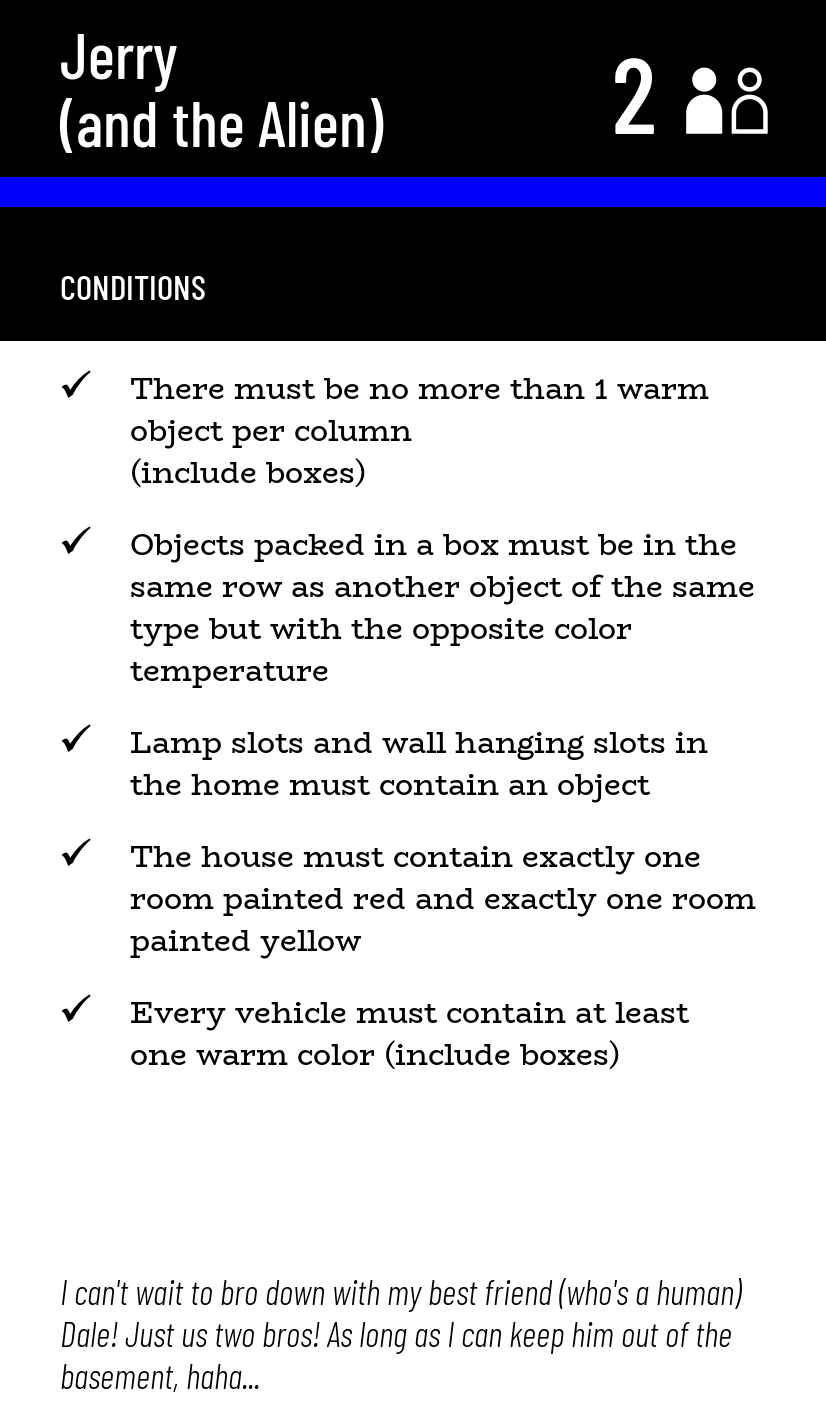 Jerry
(and the Alien)
2
CONDITIONS
✓ There must be no more than 1 warm
object per column
(include boxes)
✓ Objects packed in a box must be in the
same row as another object of the same
type but with the opposite color
temperature
✓ Lamp slots and wall hanging slots in
the home must contain an object
✓ The house must contain exactly one
room painted red and exactly one room
painted yellow
✓ Every vehicle must contain at least
one warm color (include boxes)
I can't wait to bro down with my best friend (who's a human)
Dale! Just us two bros! As long as I can keep him out of the
basement, haha...